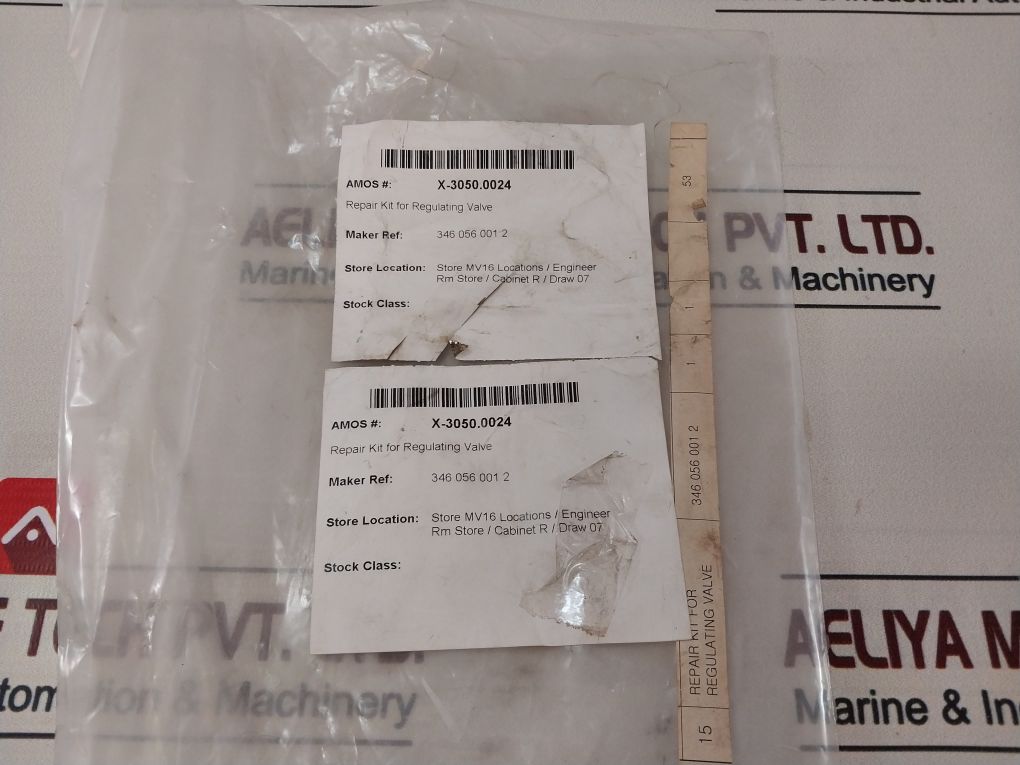 AMOS #: X-3050.0024
Repair Kit for Regulating Valve
Maker Ref: 346 056 001 2
Store Location: Store MV16 Locations / Engineer
Rm Store / Cabinet R / Draw 07
Stock Class:
AMOS #: X-3050.0024
Repair Kit for Regulating Valve
Maker Ref: 346 056 001 2
Store Location: Store MV16 Locations / Engineer
Rm Store / Cabinet R / Draw 07
Stock Class:
15 REPAIR KIT FOR
REGULATING VALVE
346 056 001 2
1
1
53
PVT. LTD.
Marine & Machinery
PVT.
& Machinery
AELIYA M
Marine & In